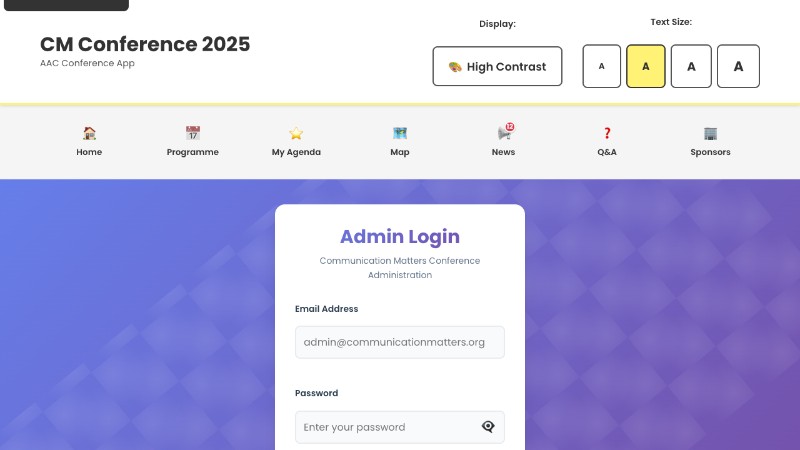 CM Conference 2025
AAC Conference App
Display:
High Contrast
Text Size:
A
A
A
A
Home
Programme
My Agenda
Map
12
News
Q&A
Sponsors
Admin Login
Communication Matters Conference
Administration
Email Address
admin@communicationmatters.org
Password
Enter your password